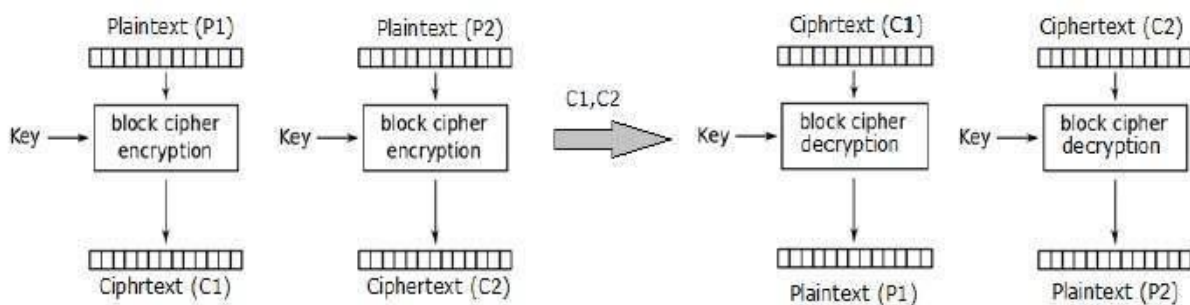 Plaintext (P1)
Plaintext (P2)
Ciphrtext (C1)
Ciphertext (C2)
C1,C2
Key
block cipher
encryption
Key
block cipher
encryption
Key
block cipher
decryption
Key
block cipher
decryption
Ciphrtext (C1)
Ciphertext (C2)
Plaintext (P1)
Plaintext (P2)